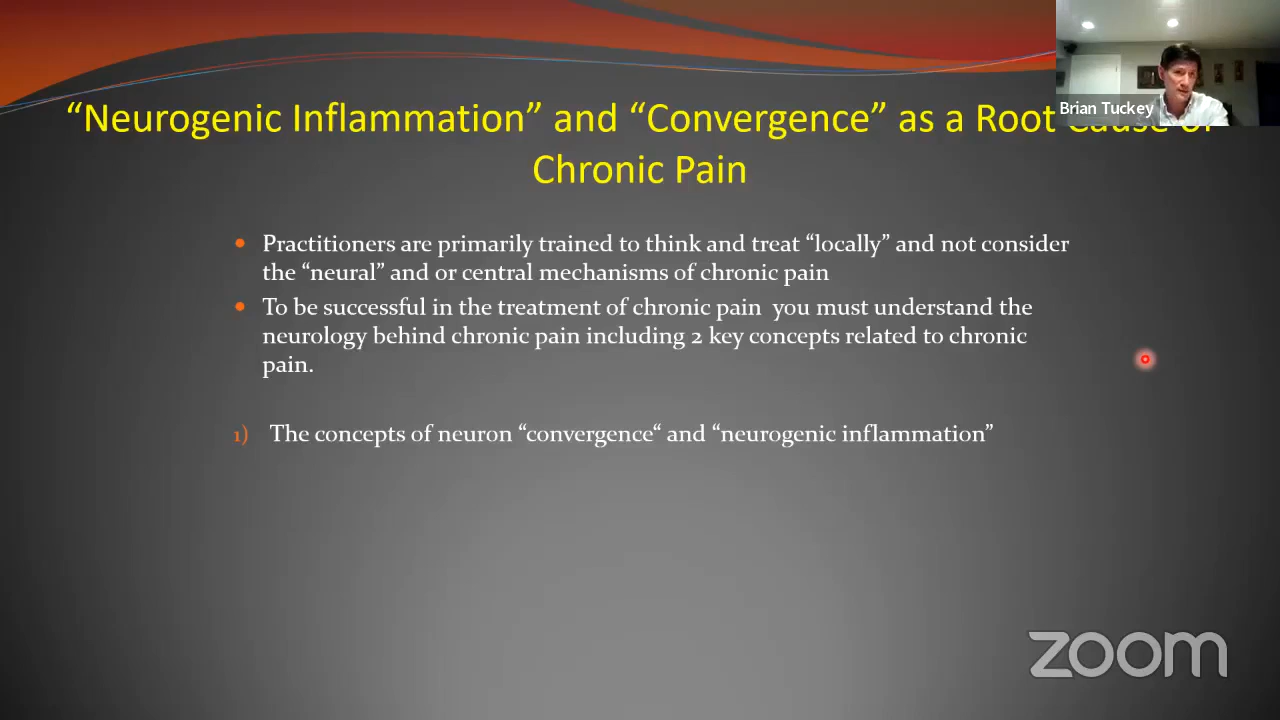 “Neurogenic Inflammation” and “Convergence” as a Root Cause of
Chronic Pain
Brian Tuckey
• Practitioners are primarily trained to think and treat “locally” and not consider
the “neural” and or central mechanisms of chronic pain
• To be successful in the treatment of chronic pain you must understand the
neurology behind chronic pain including 2 key concepts related to chronic
pain.
1) The concepts of neuron “convergence“ and “neurogenic inflammation”
zoom